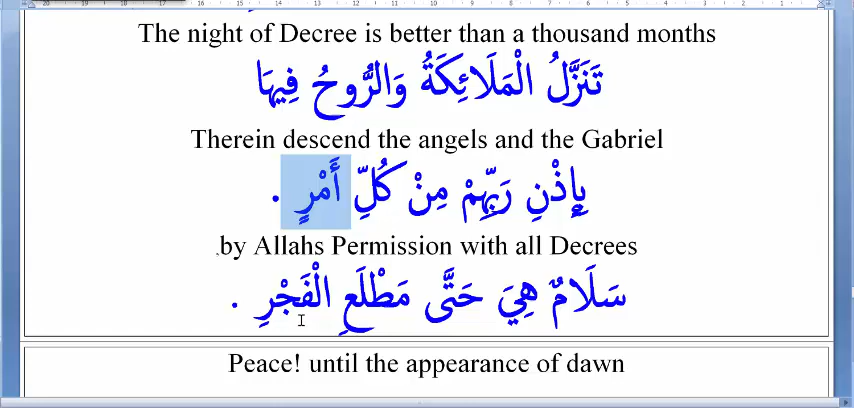 The night of Decree is better than a thousand months
تَنَزَّلُ الْمَلَائِكَةُ وَالرُّوحُ فِيهَا
Therein descend the angels and the Gabriel
بِإِذْنِ رَبِّهِمْ مِنْ كُلِّ أَمْرٍ .
.by Allahs Permission with all Decrees
سَلَامٌ هِيَ حَتَّى مَطْلَعِ الْفَجْرِ .
Peace! until the appearance of dawn